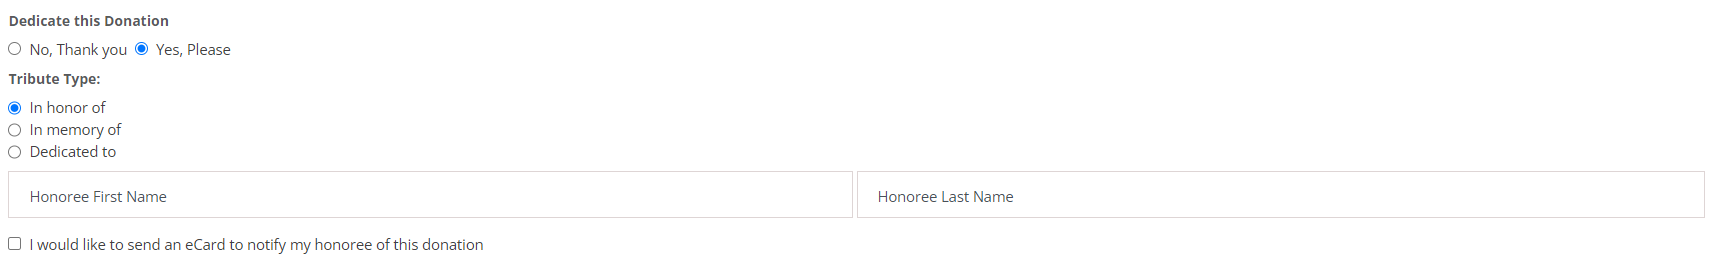 Dedicate this Donation
No, Thank you Yes, Please
Tribute Type:
In honor of
In memory of
Dedicated to
Honoree First Name Honoree Last Name
I would like to send an eCard to notify my honoree of this donation